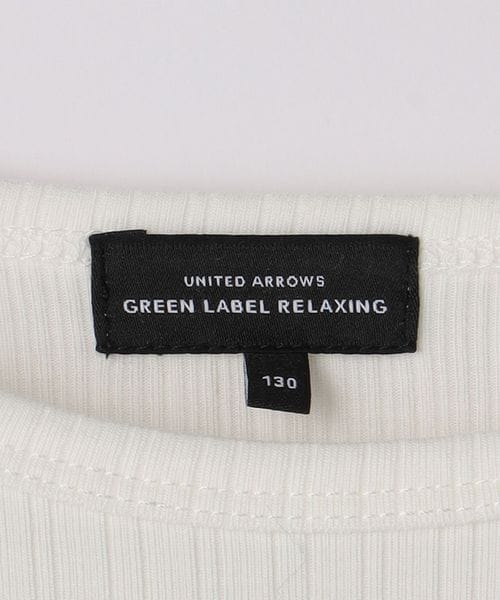 UNITED ARROWS
GREEN LABEL RELAXING
130